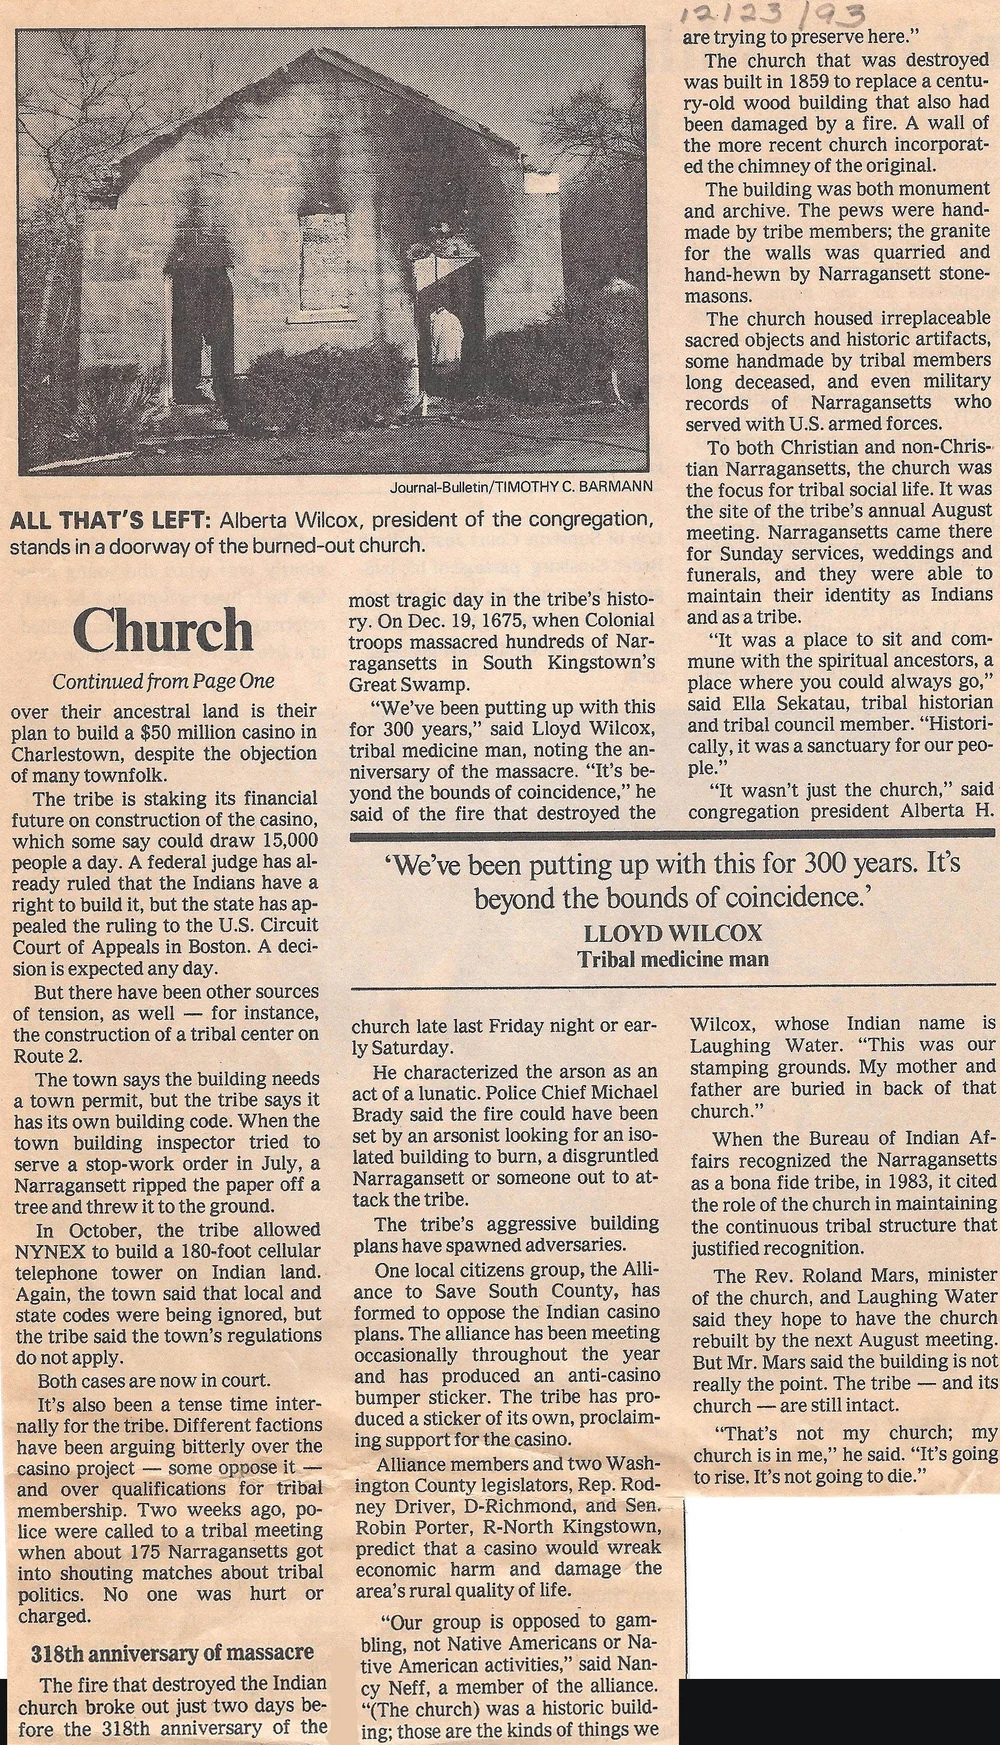 12/23/93
Journal-Bulletin/TIMOTHY C. BARMANN
ALL THAT'S LEFT: Alberta Wilcox, president of the congregation,
stands in a doorway of the burned-out church.
Church
Continued from Page One
over their ancestral land is their
plan to build a $50 million casino in
Charlestown, despite the objection
of many townfolk.
The tribe is staking its financial
future on construction of the casino,
which some say could draw 15,000
people a day. A federal judge has al-
ready ruled that the Indians have a
right to build it, but the state has ap-
pealed the ruling to the U.S. Circuit
Court of Appeals in Boston. A deci-
sion is expected any day.
But there have been other sources
of tension, as well — for instance,
the construction of a tribal center on
Route 2.
The town says the building needs
a town permit, but the tribe says it
has its own building code. When the
town building inspector tried to
serve a stop-work order in July, a
Narragansett ripped the paper off a
tree and threw it to the ground.
In October, the tribe allowed
NYNEX to build a 180-foot cellular
telephone tower on Indian land.
Again, the town said that local and
state codes were being ignored, but
the tribe said the town's regulations
do not apply.
Both cases are now in court.
It's also been a tense time inter-
nally for the tribe. Different factions
have been arguing bitterly over the
casino project — some oppose it —
and over qualifications for tribal
membership. Two weeks ago, po-
lice were called to a tribal meeting
when about 175 Narragansetts got
into shouting matches about tribal
politics. No one was hurt or
charged.
318th anniversary of massacre
The fire that destroyed the Indian
church broke out just two days be-
fore the 318th anniversary of the
most tragic day in the tribe's histo-
ry. On Dec. 19, 1675, when Colonial
troops massacred hundreds of Nar-
ragansetts in South Kingstown's
Great Swamp.
"We've been putting up with this
for 300 years," said Lloyd Wilcox,
tribal medicine man, noting the an-
niversary of the massacre. "It's be-
yond the bounds of coincidence," he
said of the fire that destroyed the
'We've been putting up with this for 300 years. It's
beyond the bounds of coincidence.'
LLOYD WILCOX
Tribal medicine man
church late last Friday night or ear-
ly Saturday.
He characterized the arson as an
act of a lunatic. Police Chief Michael
Brady said the fire could have been
set by an arsonist looking for an iso-
lated building to burn, a disgruntled
Narragansett or someone out to at-
tack the tribe.
The tribe's aggressive building
plans have spawned adversaries.
One local citizens group, the Alli-
ance to Save South County, has
formed to oppose the Indian casino
plans. The alliance has been meeting
occasionally throughout the year
and has produced an anti-casino
bumper sticker. The tribe has pro-
duced a sticker of its own, proclaim-
ing support for the casino.
Alliance members and two Wash-
ington County legislators, Rep. Rod-
ney Driver, D-Richmond, and Sen.
Robin Porter, R-North Kingstown,
predict that a casino would wreak
economic harm and damage the
area's rural quality of life.
"Our group is opposed to gam-
bling, not Native Americans or Na-
tive American activities," said Nan-
cy Neff, a member of the alliance.
"(The church) was a historic build-
ing; those are the kinds of things we
are trying to preserve here."
The church that was destroyed
was built in 1859 to replace a centu-
ry-old wood building that also had
been damaged by a fire. A wall of
the more recent church incorporat-
ed the chimney of the original.
The building was both monument
and archive. The pews were hand-
made by tribe members; the granite
for the walls was quarried and
hand-hewn by Narragansett stone-
masons.
The church housed irreplaceable
sacred objects and historic artifacts,
some handmade by tribal members
long deceased, and even military
records of Narragansetts who
served with U.S. armed forces.
To both Christian and non-Chris-
tian Narragansetts, the church was
the focus for tribal social life. It was
the site of the tribe's annual August
meeting. Narragansetts came there
for Sunday services, weddings and
funerals, and they were able to
maintain their identity as Indians
and as a tribe.
"It was a place to sit and com-
mune with the spiritual ancestors, a
place where you could always go,"
said Ella Sekatau, tribal historian
and tribal council member. "Histori-
cally, it was a sanctuary for our peo-
ple."
"It wasn't just the church," said
congregation president Alberta H.
Wilcox, whose Indian name is
Laughing Water. "This was our
stamping grounds. My mother and
father are buried in back of that
church."
When the Bureau of Indian Af-
fairs recognized the Narragansetts
as a bona fide tribe, in 1983, it cited
the role of the church in maintaining
the continuous tribal structure that
justified recognition.
The Rev. Roland Mars, minister
of the church, and Laughing Water
said they hope to have the church
rebuilt by the next August meeting.
But Mr. Mars said the building is not
really the point. The tribe — and its
church — are still intact.
"That's not my church; my
church is in me," he said. "It's going
to rise. It's not going to die."